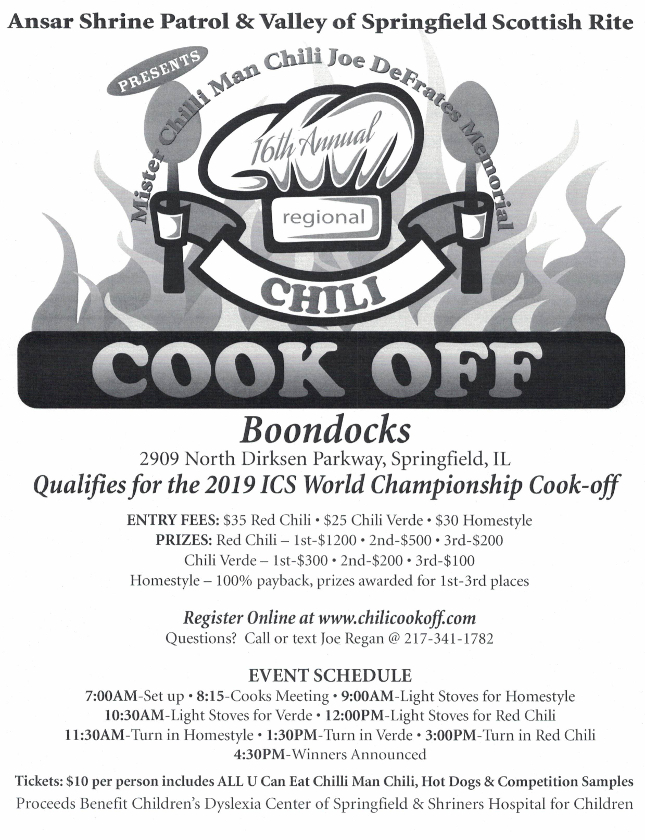 Ansar Shrine Patrol & Valley of Springfield Scottish Rite
PRESENTS
Mister Chilli Man Chili Joe DeFrates Memorial
16th Annual
regional
CHILI
COOK OFF
Boondocks
2909 North Dirksen Parkway, Springfield, IL
Qualifies for the 2019 ICS World Championship Cook-off
ENTRY FEES: $35 Red Chili • $25 Chili Verde • $30 Homestyle
PRIZES: Red Chili – 1st-$1200 • 2nd-$500 • 3rd-$200
Chili Verde – 1st-$300 • 2nd-$200 • 3rd-$100
Homestyle – 100% payback, prizes awarded for 1st-3rd places
Register Online at www.chilicookoff.com
Questions? Call or text Joe Regan @ 217-341-1782
EVENT SCHEDULE
7:00AM-Set up • 8:15-Cooks Meeting • 9:00AM-Light Stoves for Homestyle
10:30AM-Light Stoves for Verde • 12:00PM-Light Stoves for Red Chili
11:30AM-Turn in Homestyle • 1:30PM-Turn in Verde • 3:00PM-Turn in Red Chili
4:30PM-Winners Announced
Tickets: $10 per person includes ALL U Can Eat Chilli Man Chili, Hot Dogs & Competition Samples
Proceeds Benefit Children's Dyslexia Center of Springfield & Shriners Hospital for Children